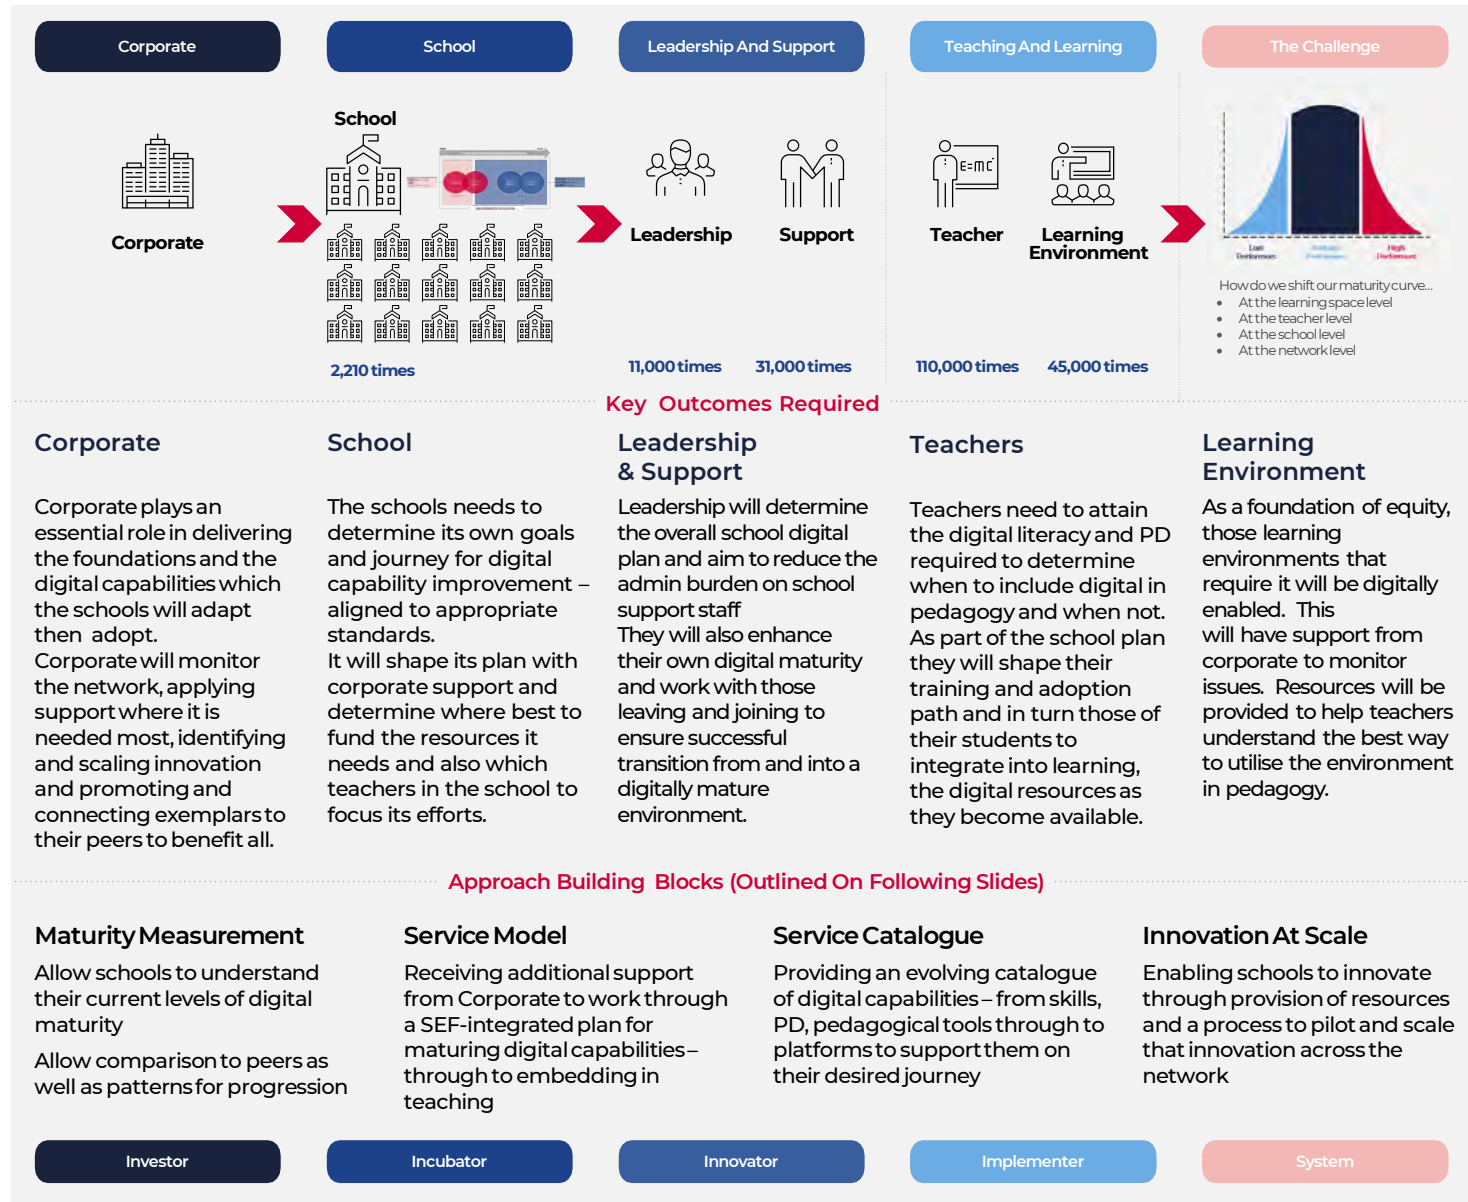 Corporate
School
Leadership And Support
Teaching And Learning
The Challenge
School
Corporate
Leadership
Support
E=mc
Teacher
Learning
Environment
Low
Performers
High
Performers
How do we shift our maturity curve...
• At the learning space level
• At the teacher level
• At the school level
• At the network level
2,210 times
11,000 times
31,000 times
110,000 times
45,000 times
Key Outcomes Required
Corporate
Corporate plays an
essential role in delivering
the foundations and the
digital capabilities which
the schools will adapt
then adopt.
Corporate will monitor
the network, applying
support where it is
needed most, identifying
and scaling innovation
and promoting and
connecting exemplars to
their peers to benefit all.
School
The schools needs to
determine its own goals
and journey for digital
capability improvement –
aligned to appropriate
standards.
It will shape its plan with
corporate support and
determine where best to
fund the resources it
needs and also which
teachers in the school to
focus its efforts.
Leadership
& Support
Leadership will determine
the overall school digital
plan and aim to reduce the
admin burden on school
support staff
They will also enhance
their own digital maturity
and work with those
leaving and joining to
ensure successful
transition from and into a
digitally mature
environment.
Teachers
Teachers need to attain
the digital literacy and PD
required to determine
when to include digital in
pedagogy and when not.
As part of the school plan
they will shape their
training and adoption
path and in turn those of
their students to
integrate into learning,
the digital resources as
they become available.
Learning
Environment
As a foundation of equity,
those learning
environments that
require it will be digitally
enabled. This
will have support from
corporate to monitor
issues. Resources will be
provided to help teachers
understand the best way
to utilise the environment
in pedagogy.
Approach Building Blocks (Outlined On Following Slides)
Maturity Measurement
Allow schools to understand
their current levels of digital
maturity
Allow comparison to peers as
well as patterns for progression
Service Model
Receiving additional support
from Corporate to work through
a SEF-integrated plan for
maturing digital capabilities –
through to embedding in
teaching
Service Catalogue
Providing an evolving catalogue
of digital capabilities – from skills,
PD, pedagogical tools through to
platforms to support them on
their desired journey
Innovation At Scale
Enabling schools to innovate
through provision of resources
and a process to pilot and scale
that innovation across the
network
Investor
Incubator
Innovator
Implementer
System